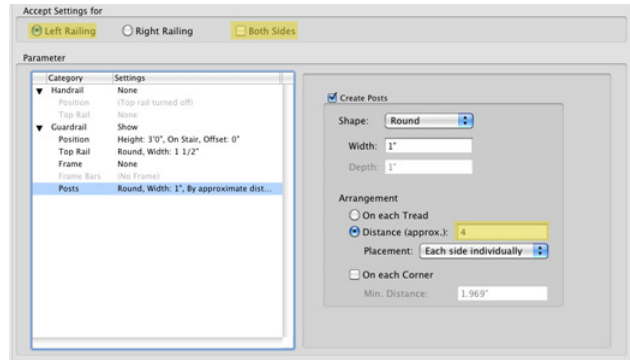 Accept Settings for
Left Railing Right Railing Both Sides
Parameter
Category Settings
Handrail None
Position (Top rail turned off)
Top Rail None
Guardrail Show
Position Height: 3'0", On Stair, Offset: 0"
Top Rail Round, Width: 1 1/2"
Frame None
Frame Bars (No Frame)
Posts Round, Width: 1", By approximate dist...
Create Posts
Shape: Round
Width: 1"
Depth: 1"
Arrangement
On each Tread
Distance (approx.): 4
Placement: Each side individually
On each Corner
Min. Distance: 1.969"